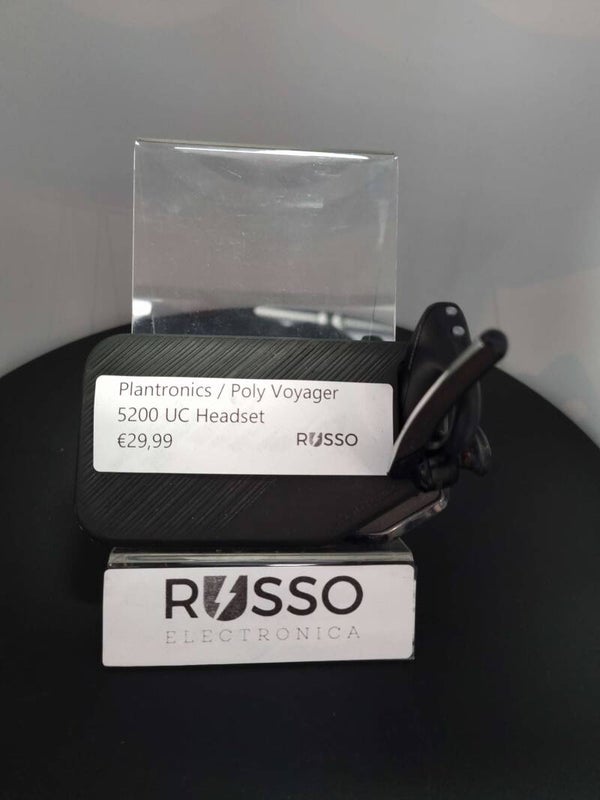 Plantronics / Poly Voyager
5200 UC Headset
€29,99
RUSSO
RUSSO
ELECTRONICA